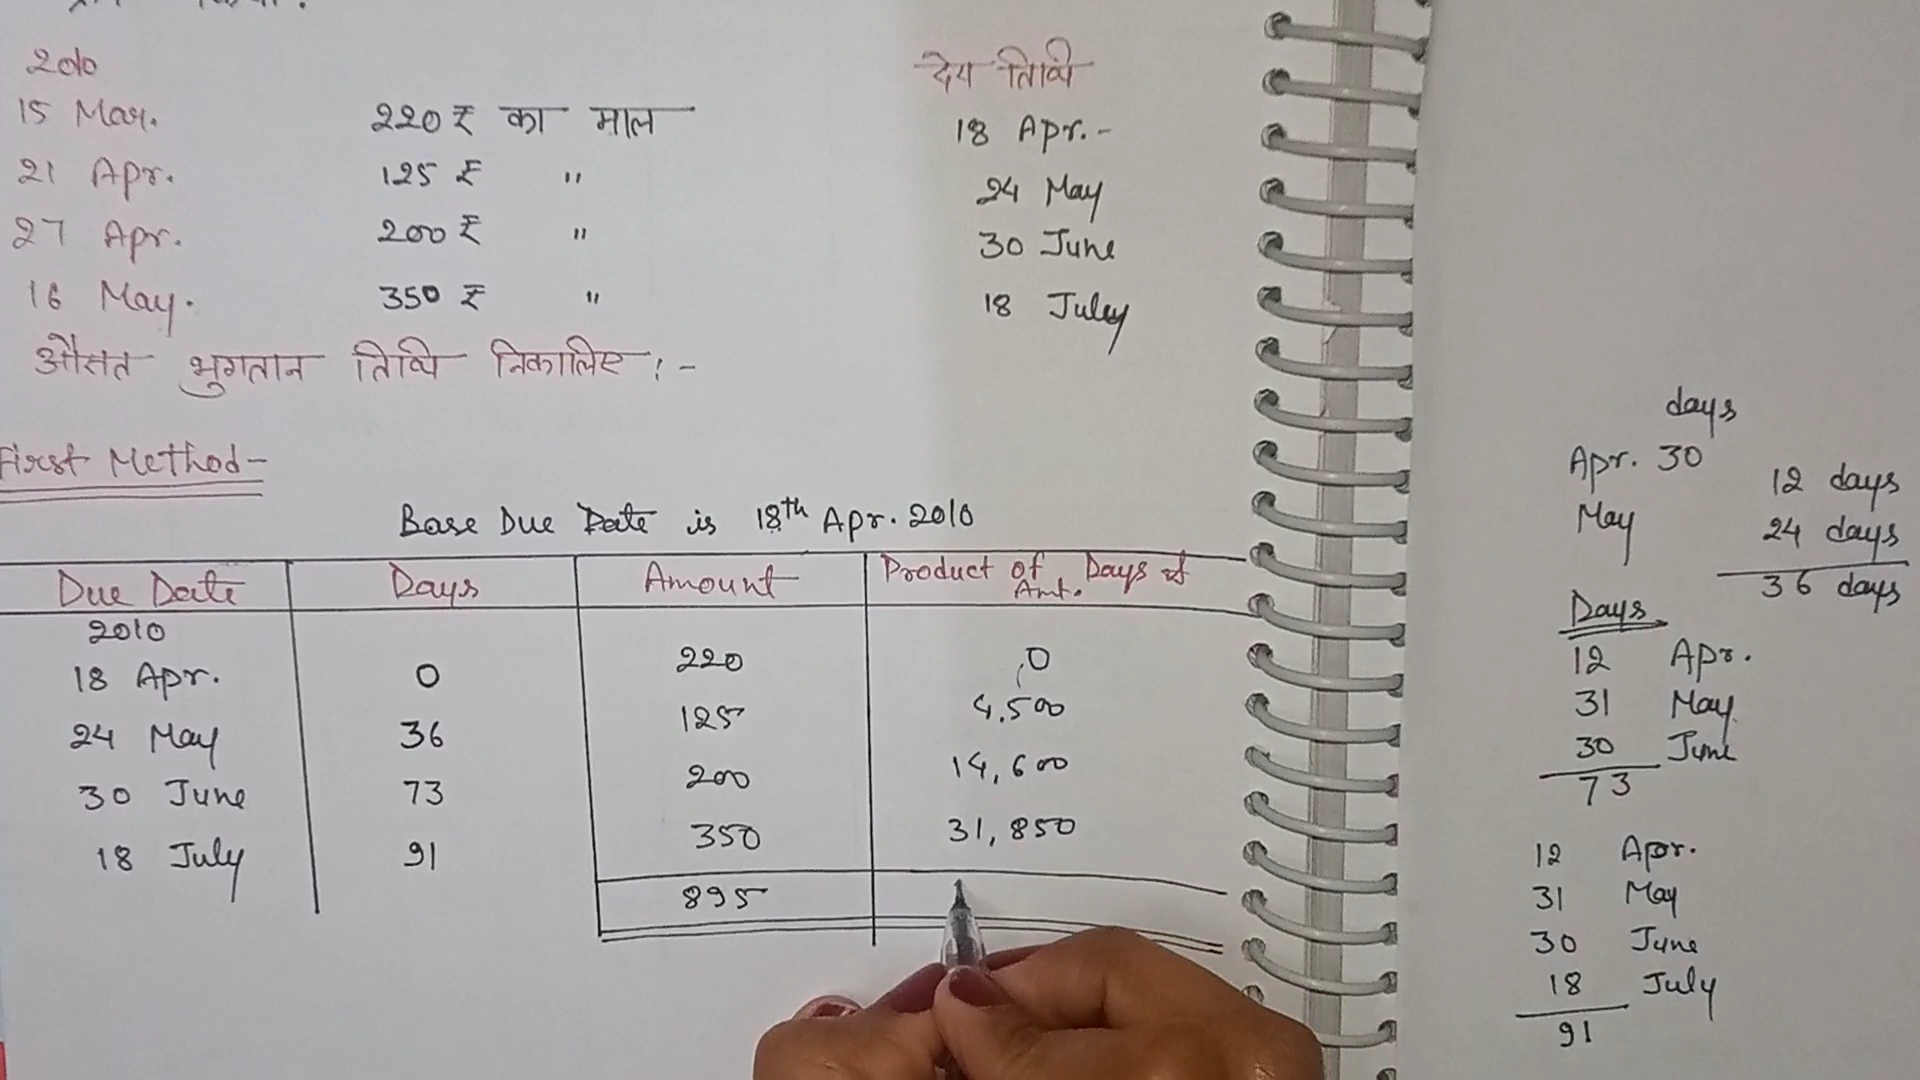 2010
देय तिथि
15 Mar. 220 ₹ का माल 18 Apr.-
21 Apr. 125 ₹ " 24 May
27 Apr. 200 ₹ " 30 June
16 May. 350 ₹ " 18 Juley
औसत भुगतान तिथि निकालिए :-
First Method-
Base Due Date is 18th Apr. 2010
Due Date Days Amount Product of Days &
Amt.
2010
18 Apr. 0 220 0
24 May 36 125 4,500
30 June 73 200 14,600
18 July 91 350 31,850
895
days
Apr. 30 12 days
May 24 days
36 days
Days
12 Apr.
31 May
30 June
73
12 Apr.
31 May
30 June
18 July
91